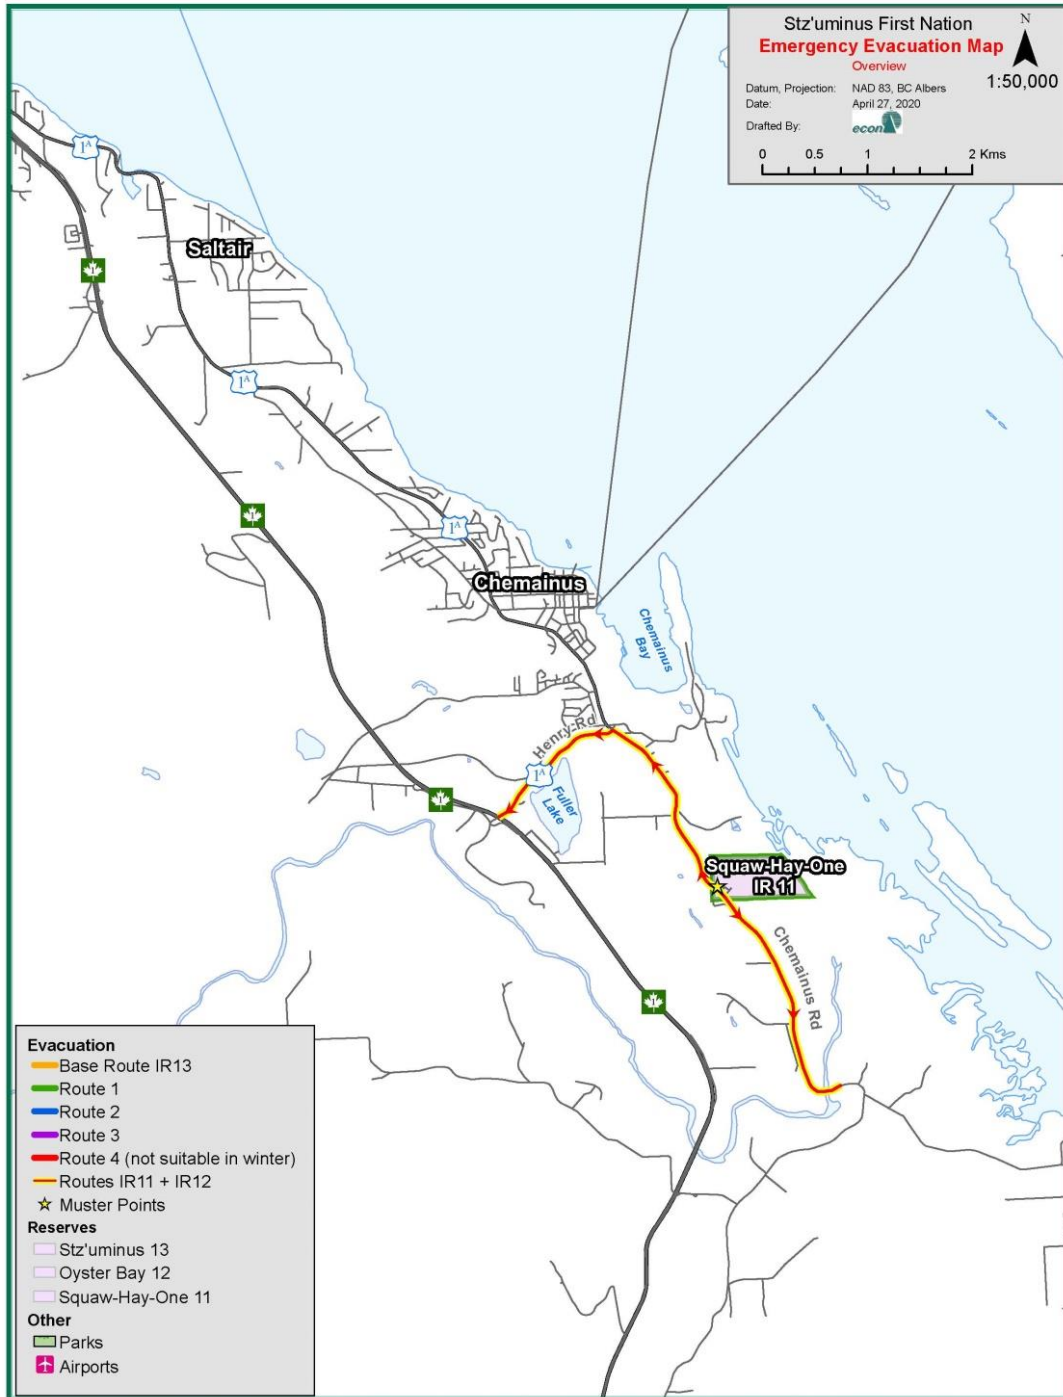 Stz'uminus First Nation
N
Emergency Evacuation Map
Overview
1:50,000
Datum, Projection: NAD 83, BC Albers
Date: April 27, 2020
Drafted By: econ
0 0.5 1 2 Kms
1A
Saltair
1
1A
1
1A
Chemainus
Chemainus
Bay
Henry Rd
1A
Fuller
Lake
1
Squaw-Hay-One
IR 11
Chemainus Rd
1
Evacuation
Base Route IR13
Route 1
Route 2
Route 3
Route 4 (not suitable in winter)
Routes IR11 + IR12
Muster Points
Reserves
Stz'uminus 13
Oyster Bay 12
Squaw-Hay-One 11
Other
Parks
Airports